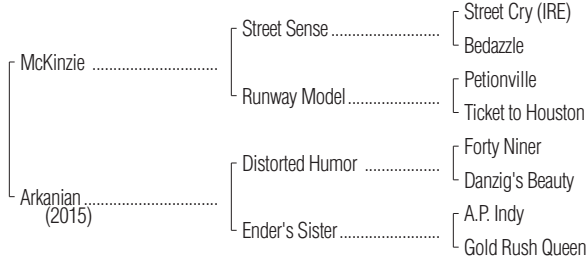 Street Cry (IRE)
Street Sense
Bedazzle
McKinzie
Petionville
Runway Model
Ticket to Houston
Forty Niner
Distorted Humor
Danzig's Beauty
Arkanian
(2015)
A.P. Indy
Ender's Sister
Gold Rush Queen